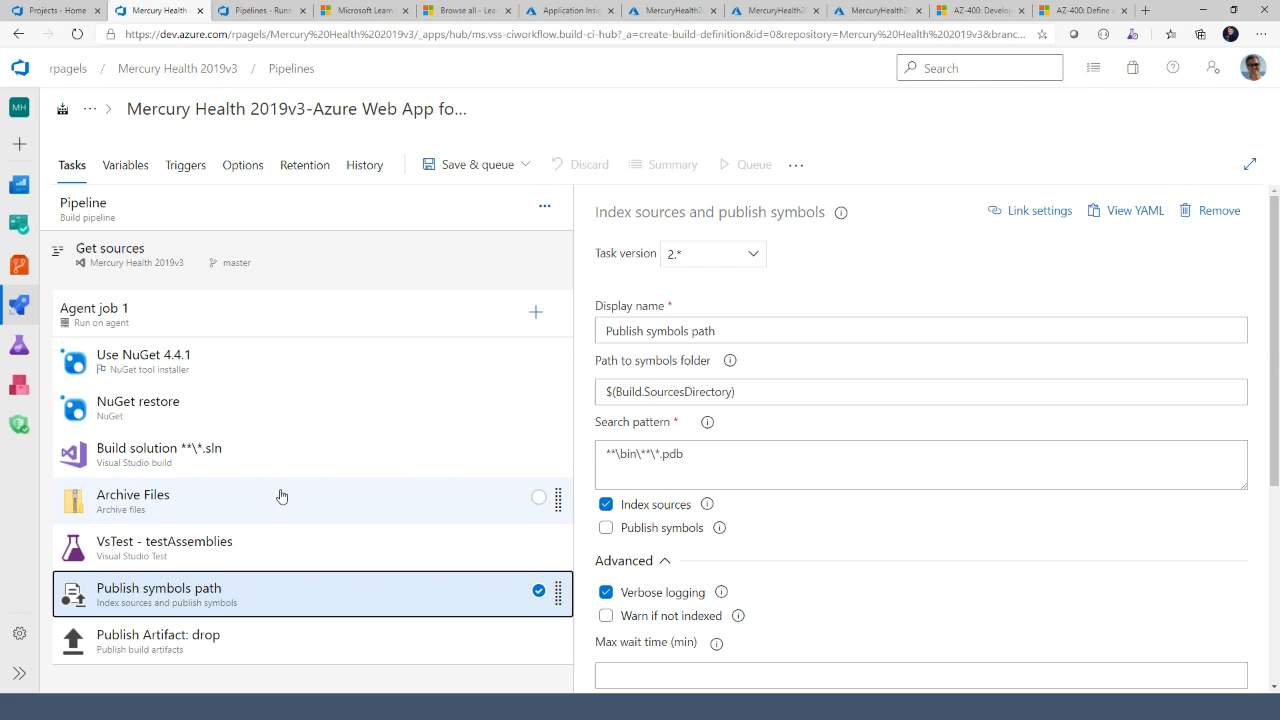 Projects - Home
Mercury Health
Pipelines - Runs
Microsoft Learn
Browse all - Lea
Application Insi
MercuryHealth2
MercuryHealth2
MercuryHealth2
AZ-400: Develop
AZ-400: Define a
https://dev.azure.com/rpagels/Mercury%20Health%202019v3/_apps/hub/ms.vss-ciworkflow.build-ci-hub?_a=create-build-definition&id=0&repository=Mercury%20Health%202019v3&branc...
rpagels / Mercury Health 2019v3 / Pipelines
Search
MH
Mercury Health 2019v3-Azure Web App fo...
Tasks Variables Triggers Options Retention History
Save & queue Discard Summary Queue ...
Pipeline
Build pipeline
Get sources
Mercury Health 2019v3 master
Agent job 1
Run on agent
Use NuGet 4.4.1
NuGet tool installer
NuGet restore
NuGet
Build solution **\*.sln
Visual Studio build
Archive Files
Archive files
VsTest - testAssemblies
Visual Studio Test
Publish symbols path
Index sources and publish symbols
Publish Artifact: drop
Publish build artifacts
Index sources and publish symbols
Link settings View YAML Remove
Task version 2.*
Display name *
Publish symbols path
Path to symbols folder
$(Build.SourcesDirectory)
Search pattern *
**\bin\**\*.pdb
Index sources
Publish symbols
Advanced
Verbose logging
Warn if not indexed
Max wait time (min)